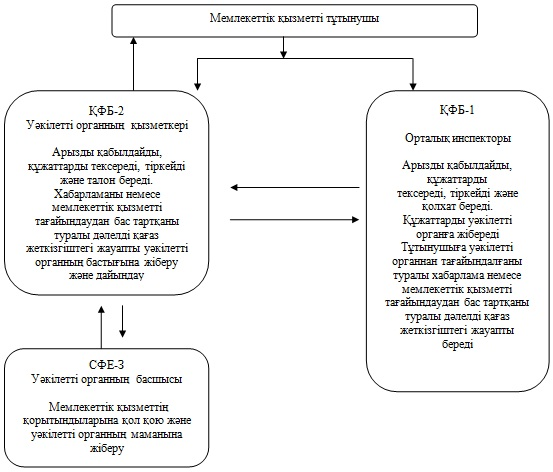 Мемлекеттік қызметті тұтынушы
ҚФБ-2
Уәкілетті органның қызметкері
Арызды қабылдайды,
құжаттарды тексереді, тіркейді
және талон береді.
Хабарламаны немесе
мемлекеттік қызметті
тағайындаудан бас тартқаны
туралы дәлелді қағаз
жеткізгіштегі жауапты уәкілетті
органның бастығына жіберу
және дайындау
ҚФБ-1
Орталық инспекторы
Арызды қабылдайды,
құжаттарды
тексереді, тіркейді және
қолхат береді.
Құжаттарды уәкілетті
органға жібереді
Тұтынушыға уәкілетті
органнан тағайындалғаны
туралы хабарлама немесе
мемлекеттік қызметті
тағайындаудан бас тартқаны
туралы дәлелді қағаз
жеткізгіштегі жауапты
береді
СФЕ-3
Уәкілетті органның басшысы
Мемлекеттік қызметтің
қорытындыларына қол қою және
уәкілетті органның маманына
жіберу